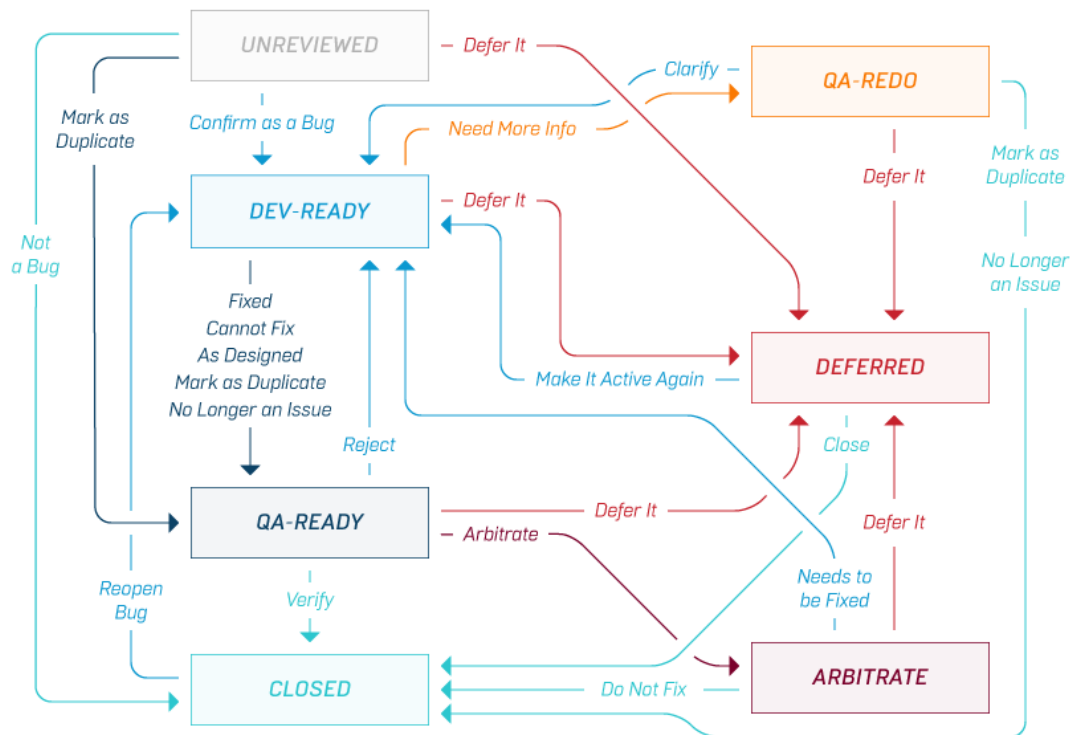 UNREVIEWED
Defer It
Clarify
QA-REDO
Mark as
Duplicate
Confirm as a Bug
Need More Info
Mark as
Duplicate
Defer It
DEV-READY
Defer It
Not
a Bug
No Longer
an Issue
Fixed
Cannot Fix
As Designed
Mark as Duplicate
No Longer an Issue
Make It Active Again
DEFERRED
Reject
Close
QA-READY
Defer It
Defer It
Arbitrate
Reopen
Bug
Verify
Needs to
be Fixed
CLOSED
Do Not Fix
ARBITRATE